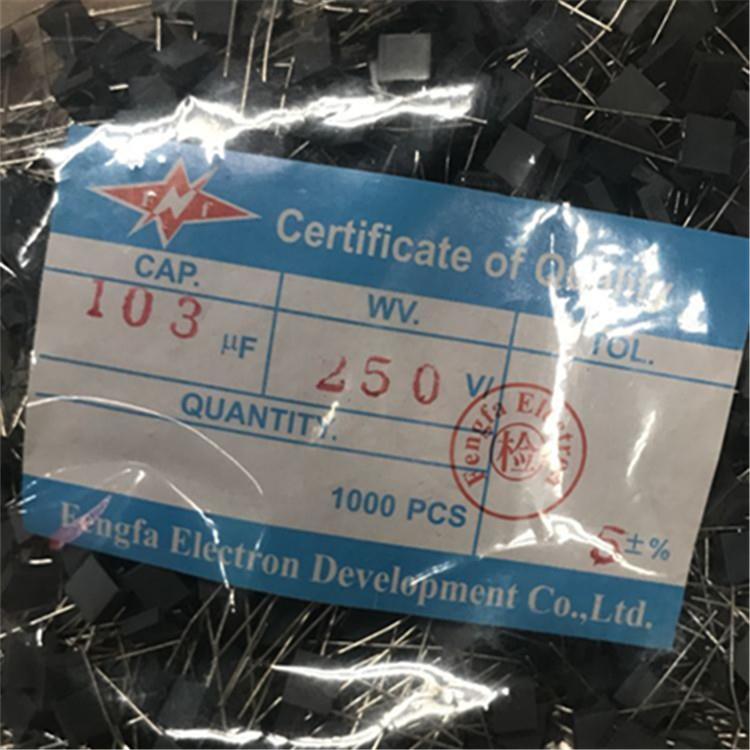 F N f
Certificate of Quality
CAP. WV. TOL.
103 μF 250 V/
QUANTITY.
1000 PCS
5 ±%
Fengfa Electron
检
Fengfa Electron Development Co.,Ltd.